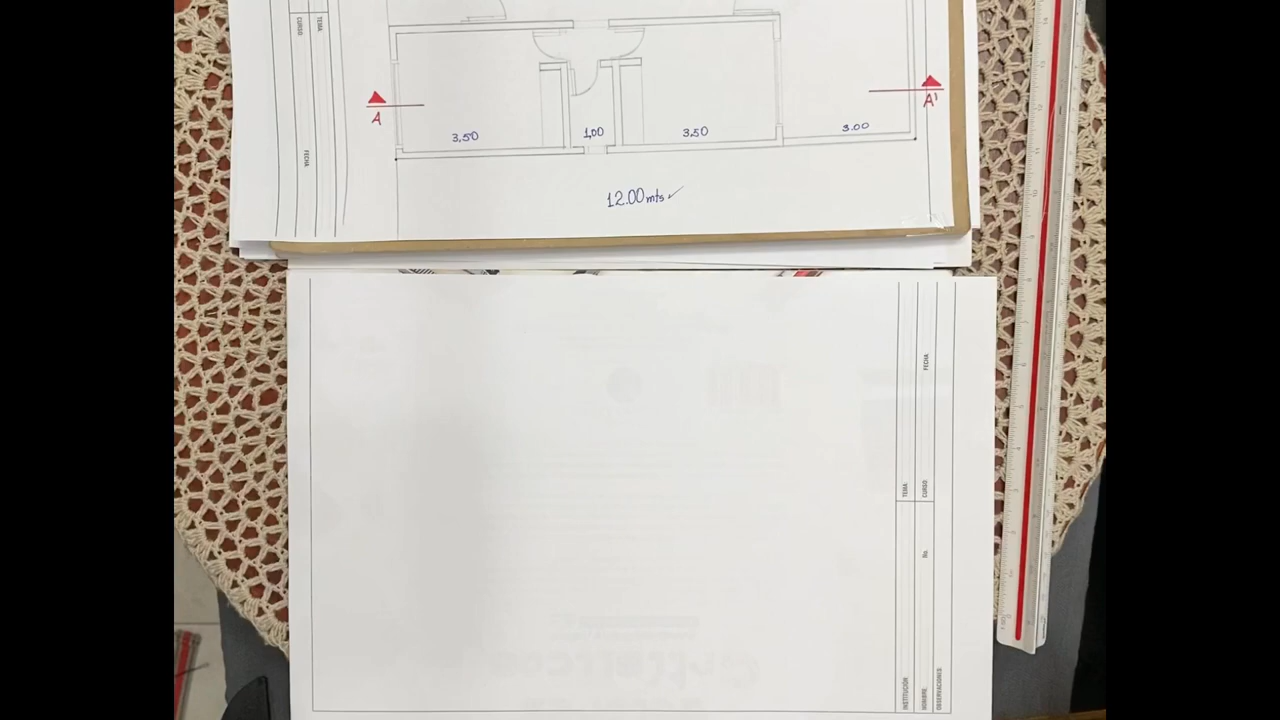 CURSO
TEMA:
FECHA
A
A'
3,50
1,00
3,50
3.00
12.00 mts ✓
TEMA:
FECHA:
CURSO:
No.
INSTITUCIÓN:
NOMBRE:
OBSERVACIONES: